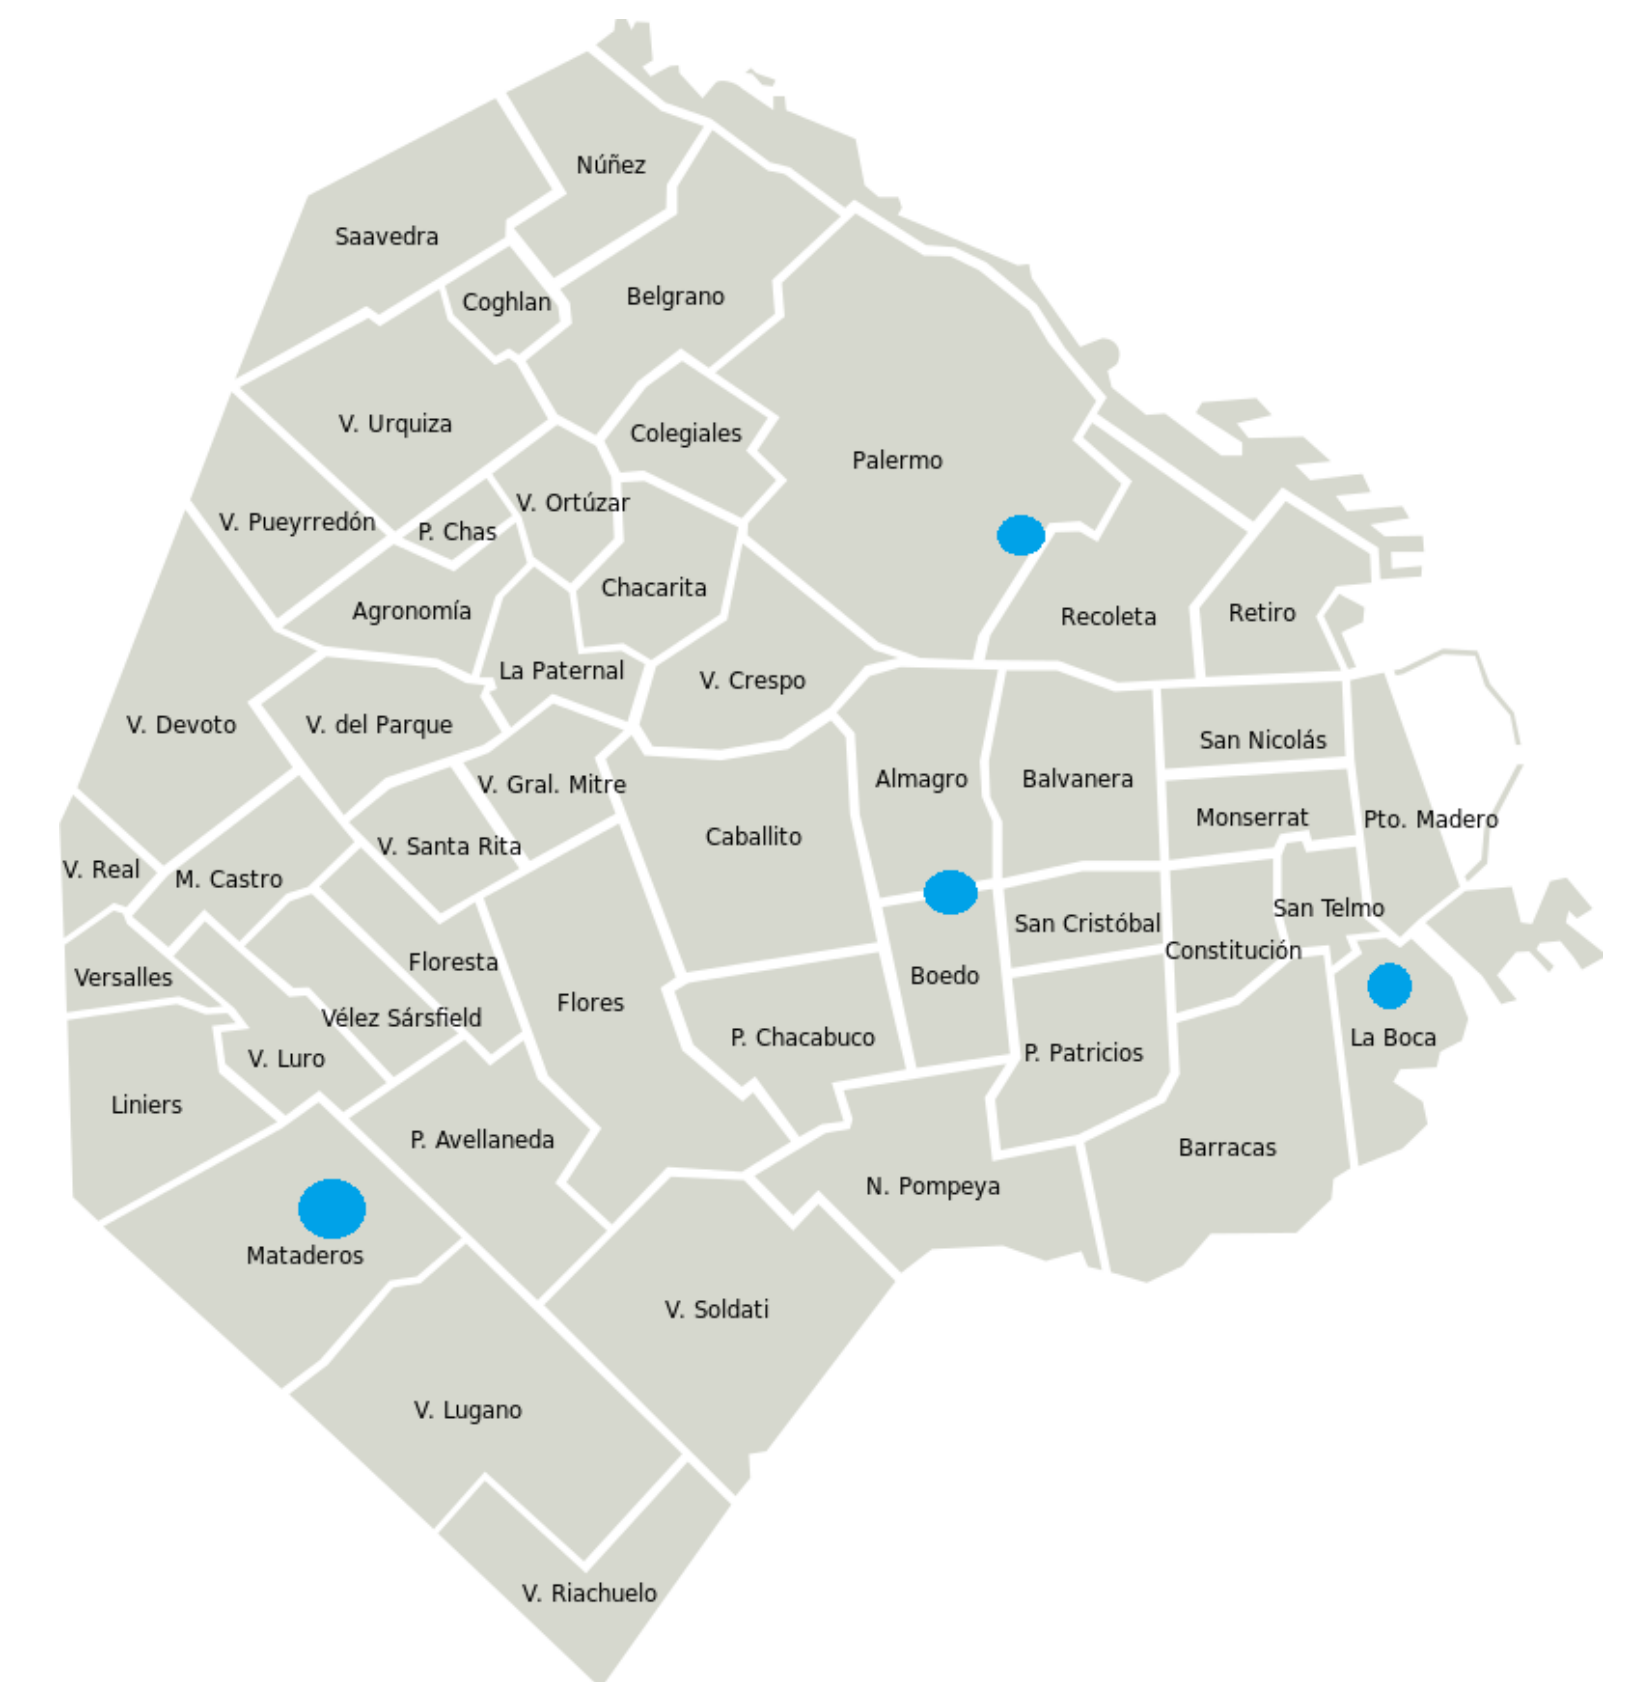 Núñez
Saavedra
Coghlan
Belgrano
V. Urquiza
Colegiales
Palermo
V. Ortúzar
V. Pueyrredón
P. Chas
Chacarita
Agronomía
Recoleta
Retiro
La Paternal
V. Crespo
V. Devoto
V. del Parque
San Nicolás
V. Gral. Mitre
Almagro
Balvanera
Monserrat
Pto. Madero
Caballito
V. Santa Rita
V. Real
M. Castro
San Telmo
San Cristóbal
Constitución
Floresta
Versalles
Boedo
Flores
Vélez Sársfield
P. Chacabuco
La Boca
P. Patricios
V. Luro
Liniers
P. Avellaneda
Barracas
N. Pompeya
Mataderos
V. Soldati
V. Lugano
V. Riachuelo